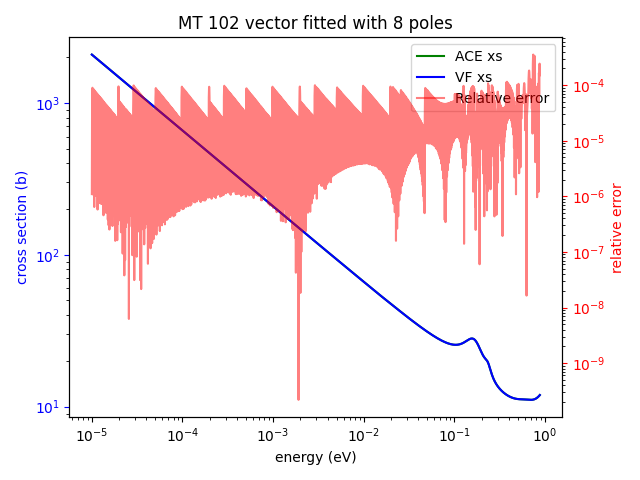 MT 102 vector fitted with 8 poles
ACE xs
VF xs
Relative error
cross section (b)
10³
10²
10¹
10⁻⁴
10⁻⁵
10⁻⁶
10⁻⁷
10⁻⁸
10⁻⁹
relative error
10⁻⁵ 10⁻⁴ 10⁻³ 10⁻² 10⁻¹ 10⁰
energy (eV)